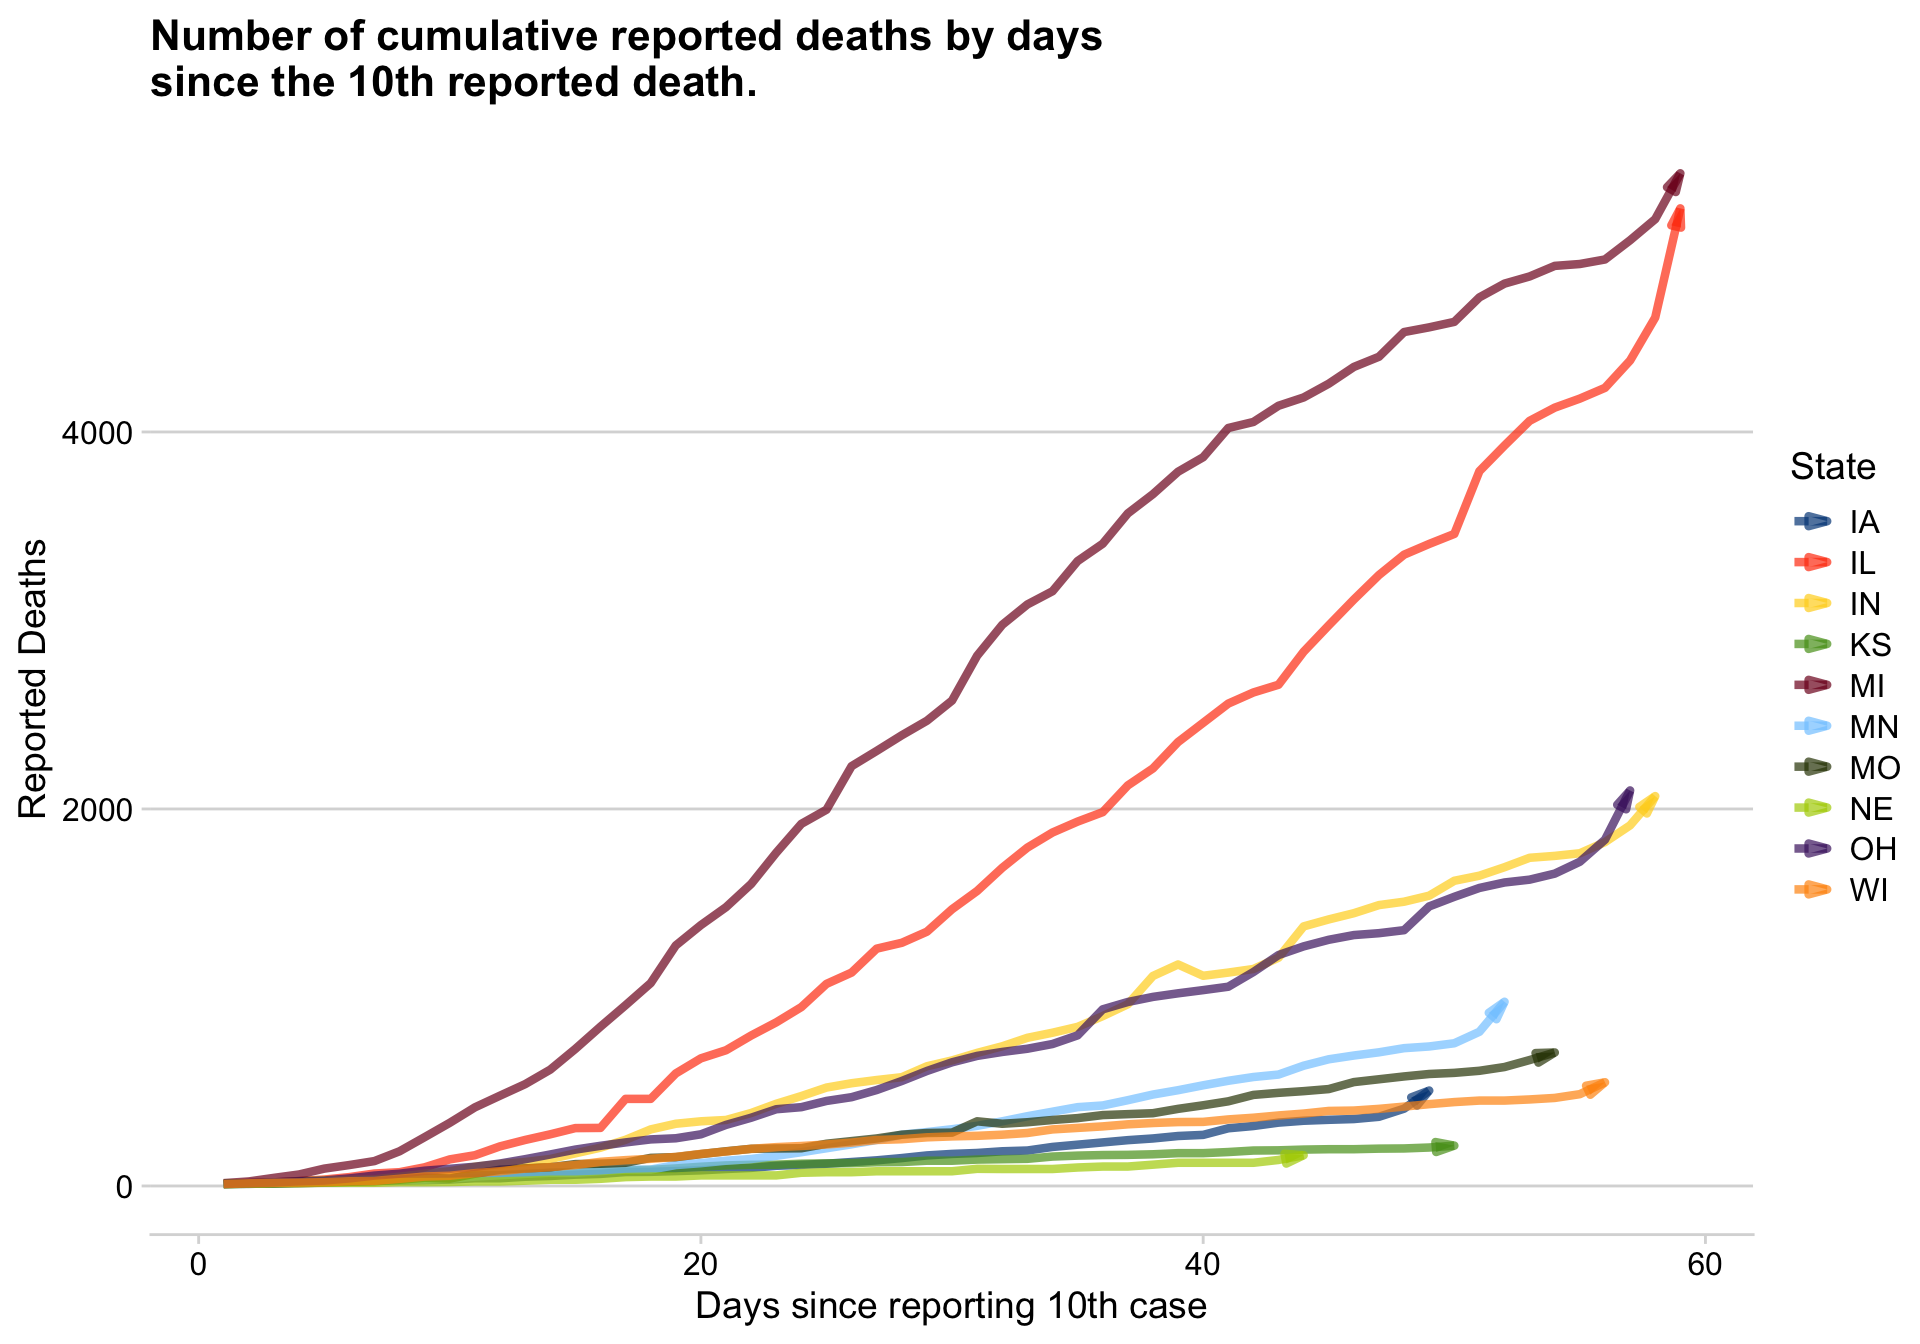 Number of cumulative reported deaths by days
since the 10th reported death.
Reported Deaths
4000
2000
0
0
20
40
60
Days since reporting 10th case
State
IA
IL
IN
KS
MI
MN
MO
NE
OH
WI